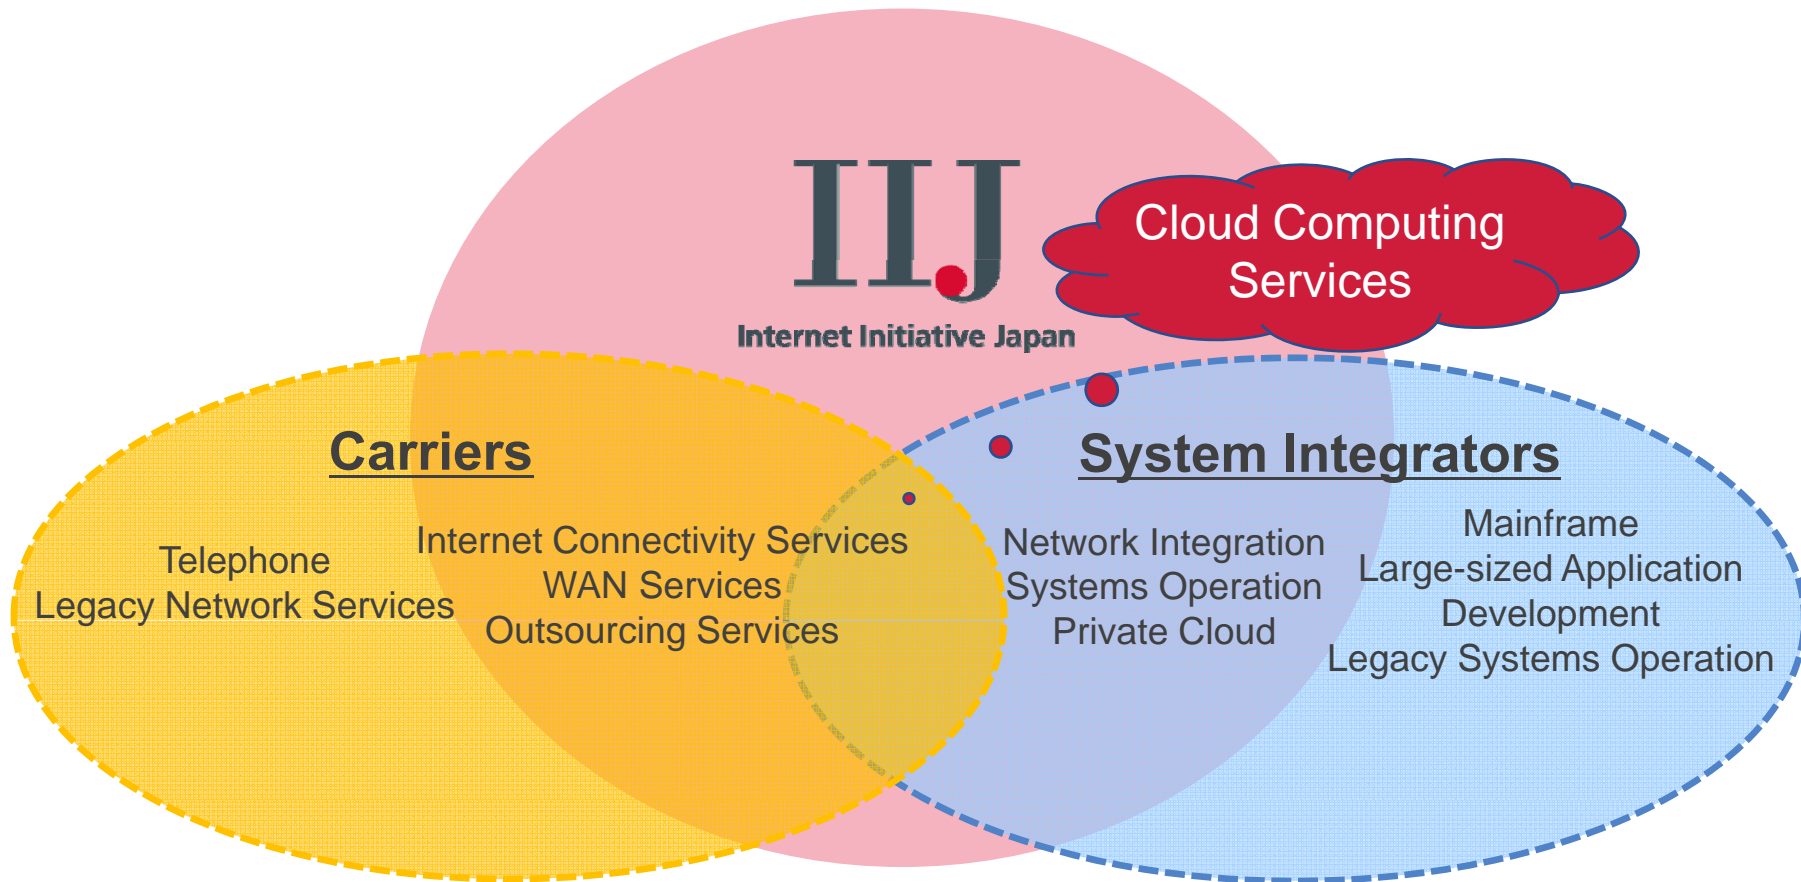 IIJ
Internet Initiative Japan
Cloud Computing
Services
Carriers
Telephone
Legacy Network Services
Internet Connectivity Services
WAN Services
Outsourcing Services
System Integrators
Network Integration
Systems Operation
Private Cloud
Mainframe
Large-sized Application
Development
Legacy Systems Operation